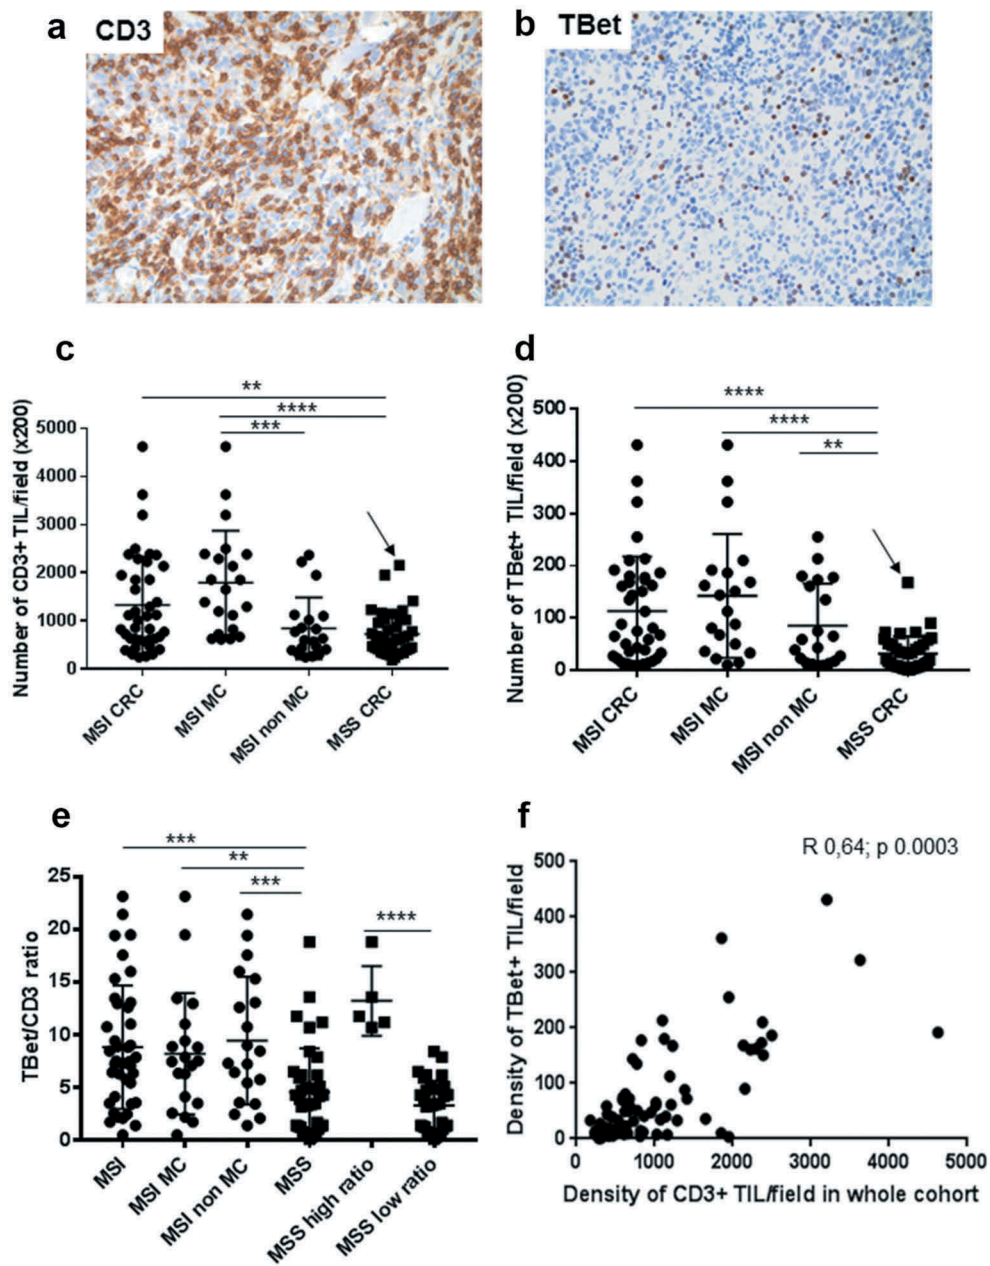 a CD3
b TBet
c
Number of CD3+ TIL/field (x200)
**
****
***
5000
4000
3000
2000
1000
0
MSI CRC
MSI MC
MSI non MC
MSS CRC
d
Number of TBet+ TIL/field (x200)
****
****
**
500
400
300
200
100
0
MSI CRC
MSI MC
MSI non MC
MSS CRC
e
TBet/CD3 ratio
***
**
***
****
25
20
15
10
5
0
MSI
MSI MC
MSI non MC
MSS
MSS high ratio
MSS low ratio
f
R 0,64; p 0.0003
Density of TBet+ TIL/field
500
400
300
200
100
0
0 1000 2000 3000 4000 5000
Density of CD3+ TIL/field in whole cohort